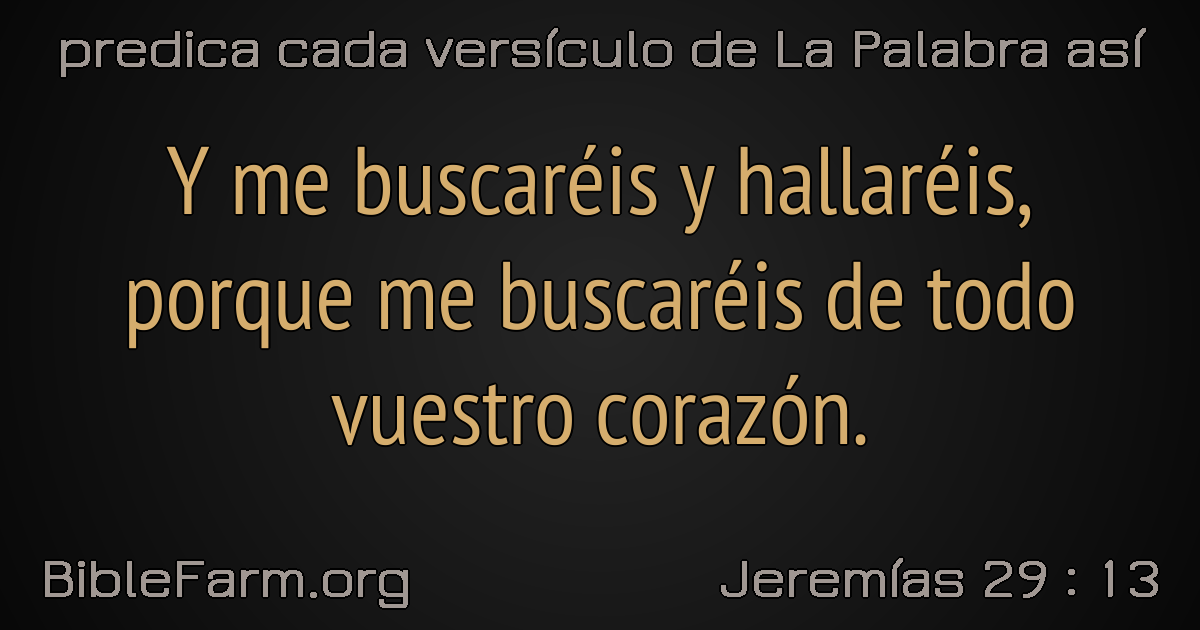 predica cada versículo de La Palabra así
Y me buscaréis y hallaréis,
porque me buscaréis de todo
vuestro corazón.
BibleFarm.org
Jeremías 29 : 13